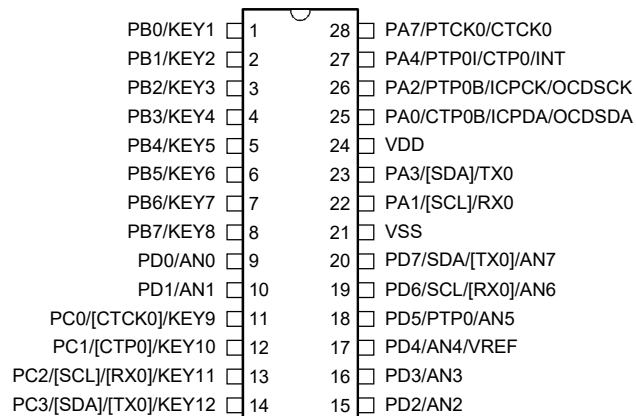 PB0/KEY1 1 28 PA7/PTCK0/CTCK0
PB1/KEY2 2 27 PA4/PTP0I/CTP0/INT
PB2/KEY3 3 26 PA2/PTP0B/ICPCK/OCDSCK
PB3/KEY4 4 25 PA0/CTP0B/ICPDA/OCDSDA
PB4/KEY5 5 24 VDD
PB5/KEY6 6 23 PA3/[SDA]/TX0
PB6/KEY7 7 22 PA1/[SCL]/RX0
PB7/KEY8 8 21 VSS
PD0/AN0 9 20 PD7/SDA/[TX0]/AN7
PD1/AN1 10 19 PD6/SCL/[RX0]/AN6
PC0/[CTCK0]/KEY9 11 18 PD5/PTP0/AN5
PC1/[CTP0]/KEY10 12 17 PD4/AN4/VREF
PC2/[SCL]/[RX0]/KEY11 13 16 PD3/AN3
PC3/[SDA]/[TX0]/KEY12 14 15 PD2/AN2